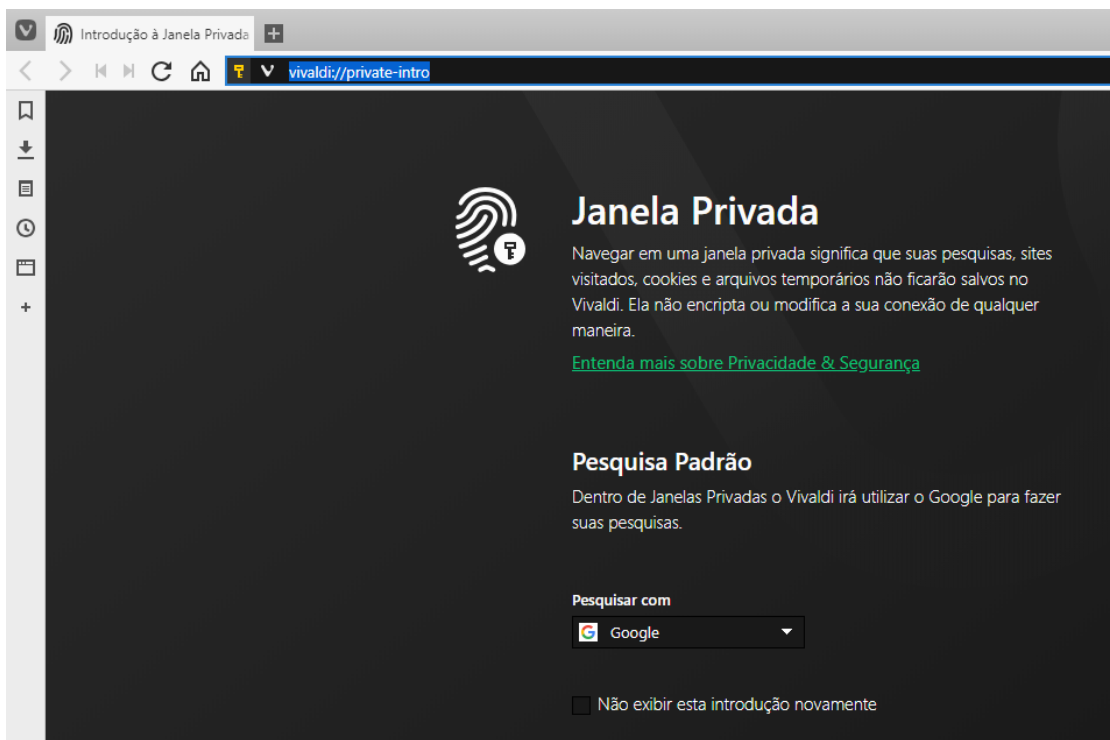 Introdução à Janela Privada
vivaldi://private-intro
Janela Privada
Navegar em uma janela privada significa que suas pesquisas, sites
visitados, cookies e arquivos temporários não ficarão salvos no
Vivaldi. Ela não encripta ou modifica a sua conexão de qualquer
maneira.
Entenda mais sobre Privacidade & Segurança
Pesquisa Padrão
Dentro de Janelas Privadas o Vivaldi irá utilizar o Google para fazer
suas pesquisas.
Pesquisar com
Google
Não exibir esta introdução novamente